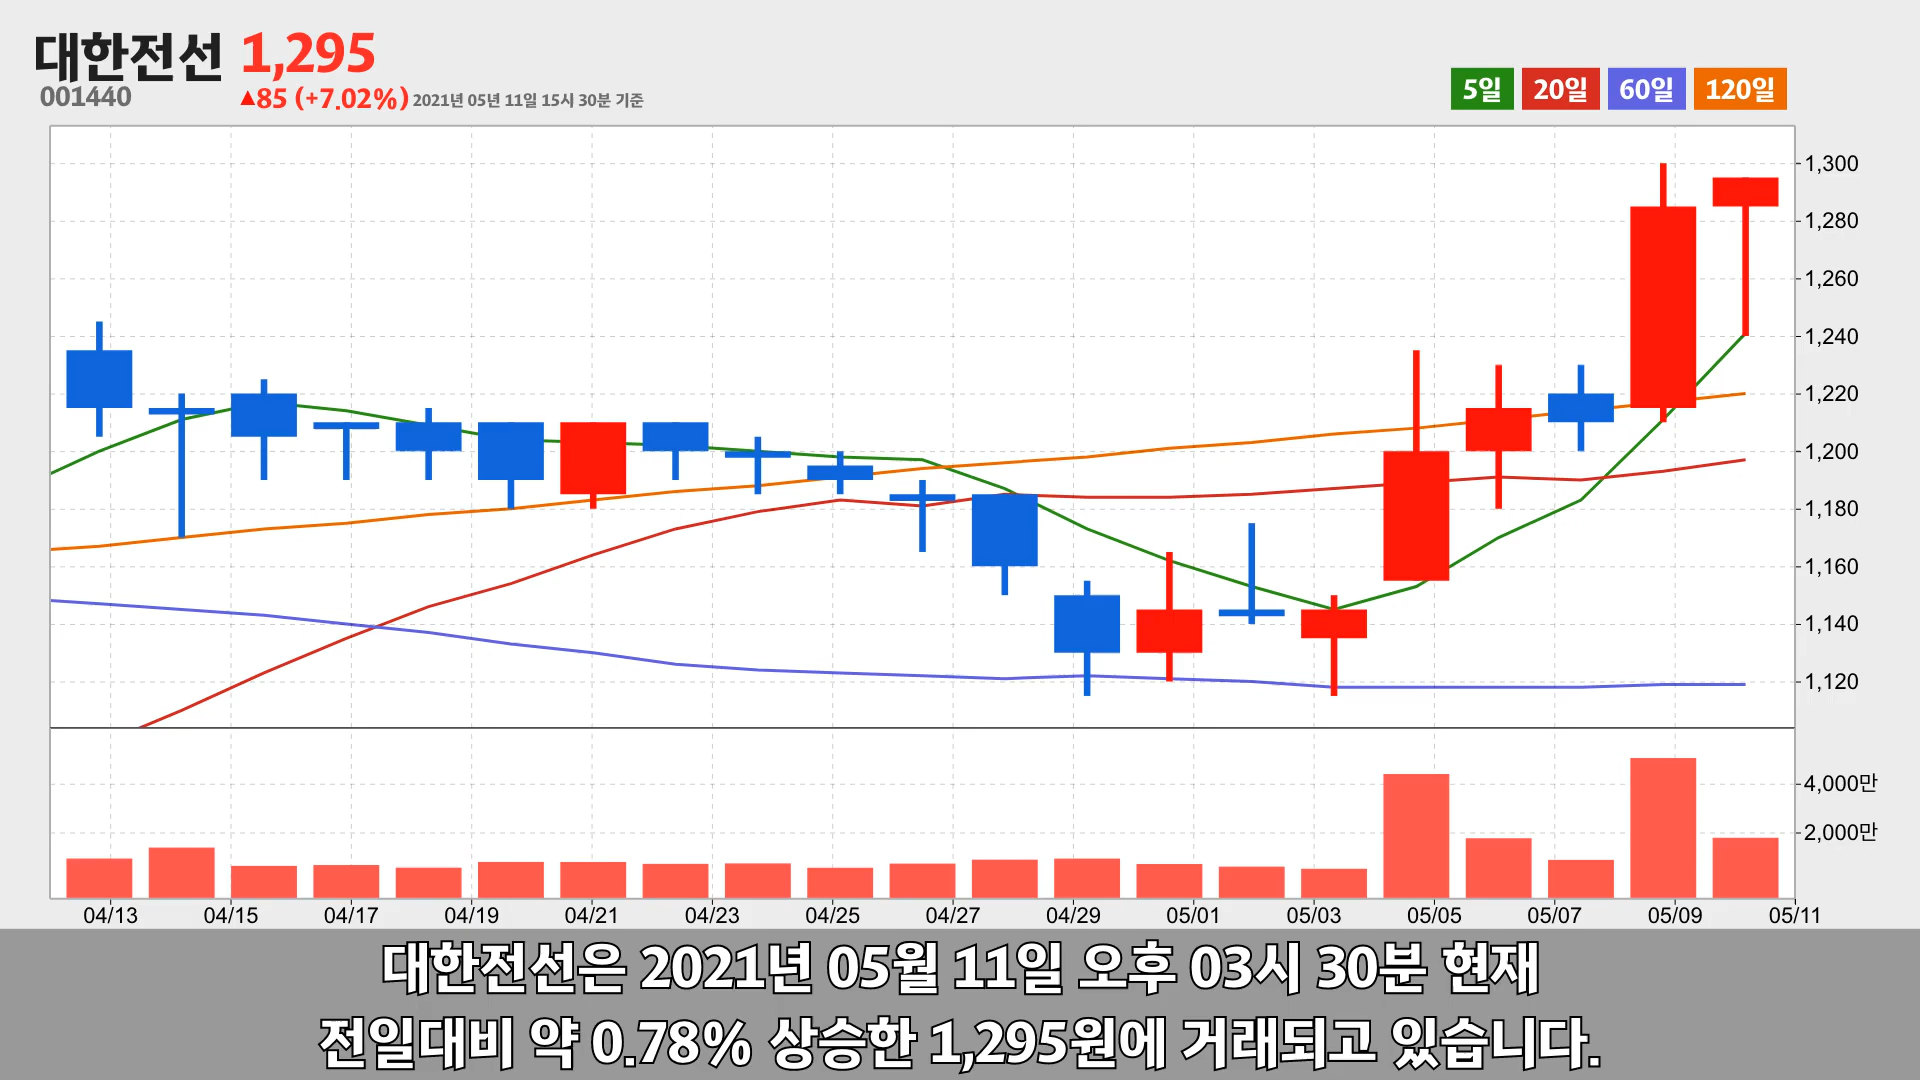 대한전선 1,295
001440
▲85 (+7.02%) 2021년 05년 11일 15시 30분 기준
5일 20일 60일 120일
1,300
1,280
1,260
1,240
1,220
1,200
1,180
1,160
1,140
1,120
4,000만
2,000만
04/13 04/15 04/17 04/19 04/21 04/23 04/25 04/27 04/29 05/01 05/03 05/05 05/07 05/09 05/11
대한전선은 2021년 05월 11일 오후 03시 30분 현재
전일대비 약 0.78% 상승한 1,295원에 거래되고 있습니다.